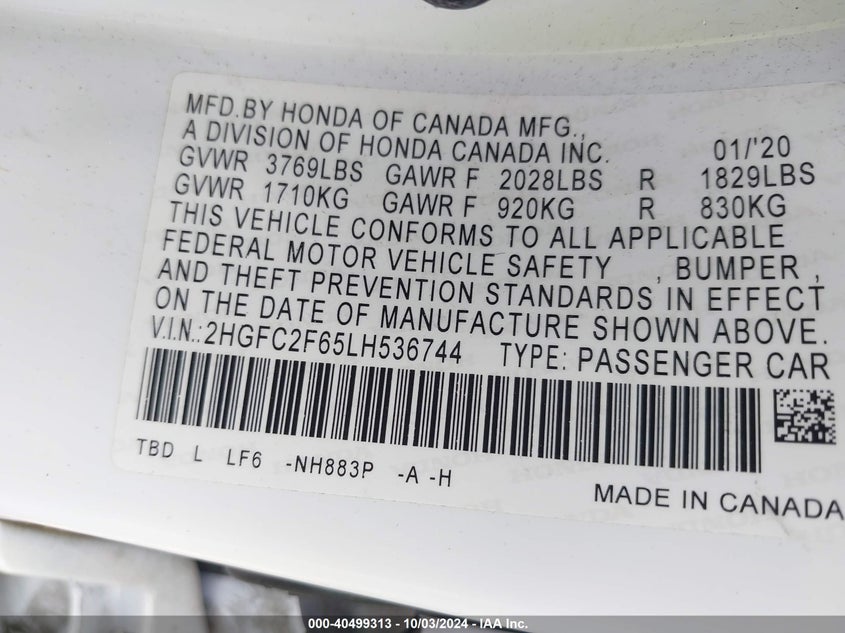 MFD.BY HONDA OF CANADA MFG.,
A DIVISION OF HONDA CANADA INC. 01/'20
GVWR 3769LBS GAWR F 2028LBS R 1829LBS
GVWR 1710KG GAWR F 920KG R 830KG
THIS VEHICLE CONFORMS TO ALL APPLICABLE
FEDERAL MOTOR VEHICLE SAFETY , BUMPER ,
AND THEFT PREVENTION STANDARDS IN EFFECT
ON THE DATE OF MANUFACTURE SHOWN ABOVE.
V.I.N.:2HGFC2F65LH536744 TYPE: PASSENGER CAR
TBD L LF6 -NH883P -A -H
MADE IN CANADA
000-40499313 - 10/03/2024 - IAA Inc.